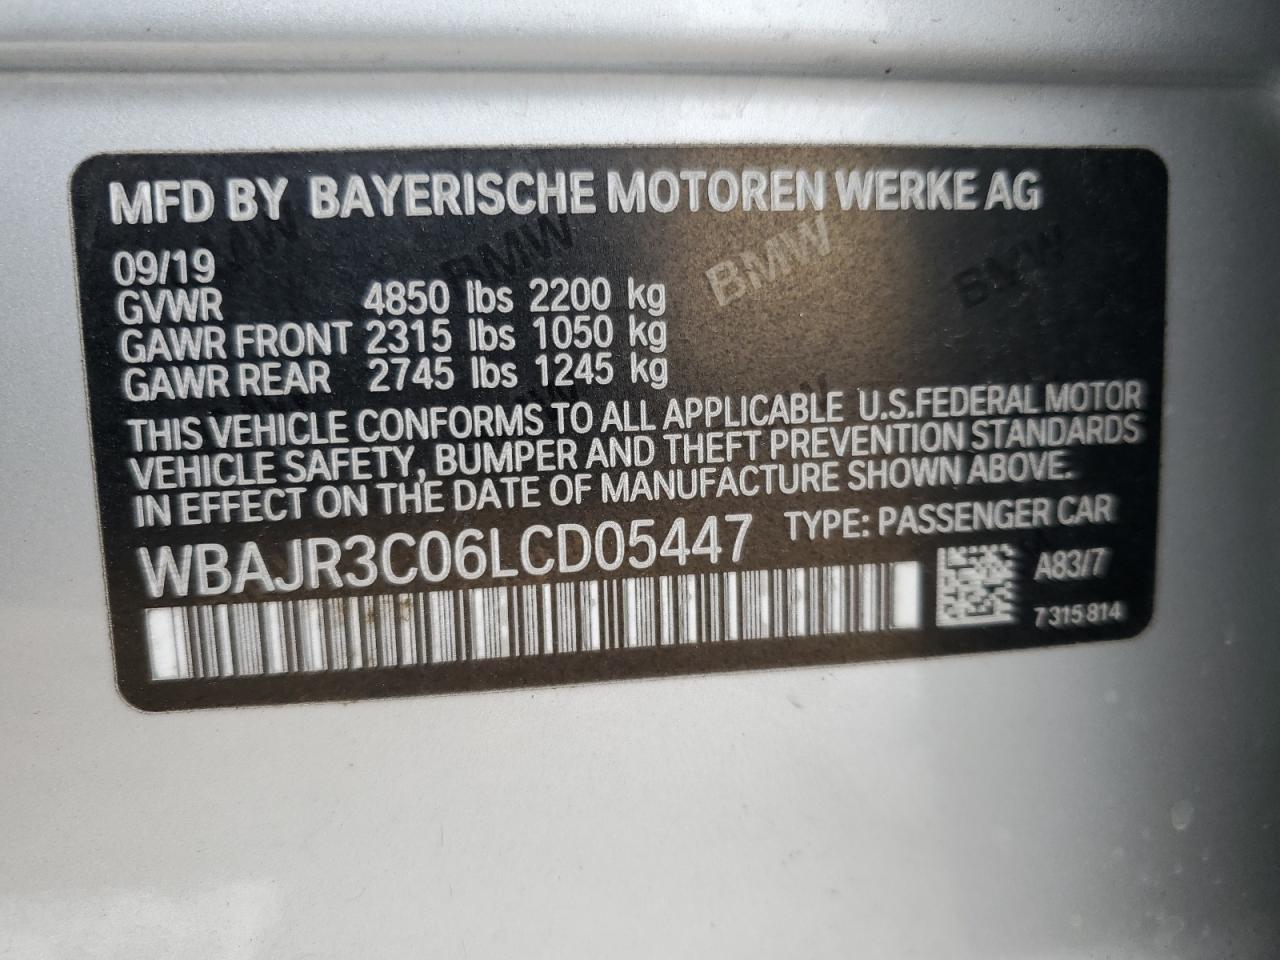 MFD BY BAYERISCHE MOTOREN WERKE AG
BMW BMW BMW
09/19
GVWR 4850 lbs 2200 kg
GAWR FRONT 2315 lbs 1050 kg
GAWR REAR 2745 lbs 1245 kg
THIS VEHICLE CONFORMS TO ALL APPLICABLE U.S.FEDERAL MOTOR
VEHICLE SAFETY, BUMPER AND THEFT PREVENTION STANDARDS
IN EFFECT ON THE DATE OF MANUFACTURE SHOWN ABOVE.
WBAJR3C06LCD05447 TYPE: PASSENGER CAR
A83/7
7 315 814